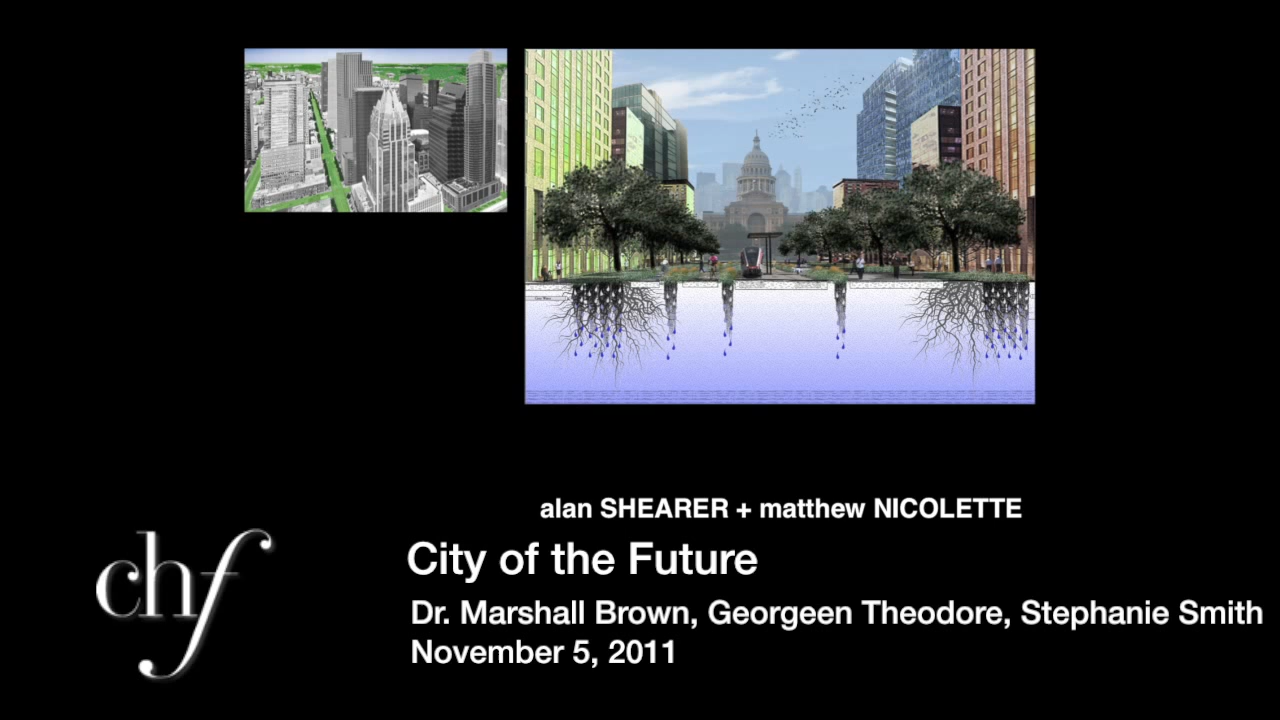 alan SHEARER + matthew NICOLETTE
chf
City of the Future
Dr. Marshall Brown, Georgeen Theodore, Stephanie Smith
November 5, 2011